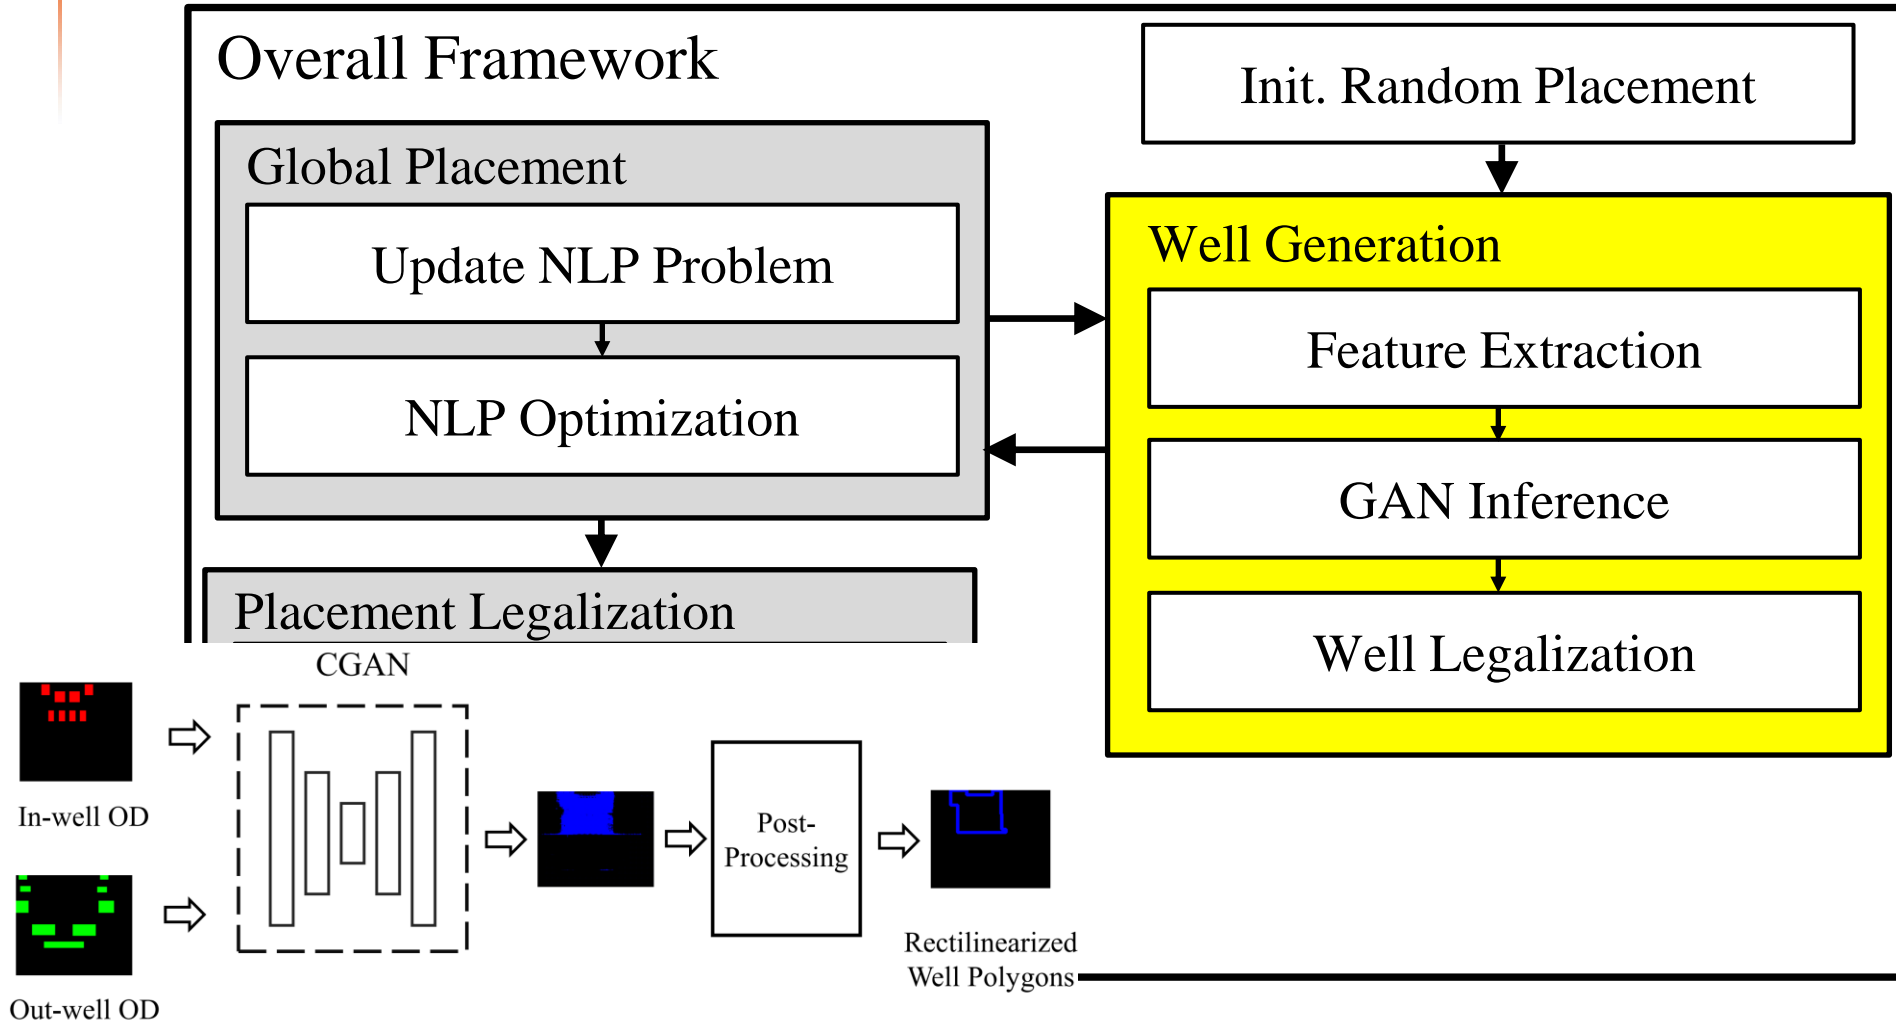 Overall Framework
Init. Random Placement
Global Placement
Update NLP Problem
NLP Optimization
Well Generation
Feature Extraction
GAN Inference
Well Legalization
Placement Legalization
CGAN
In-well OD
Out-well OD
Post-
Processing
Rectilinearized
Well Polygons